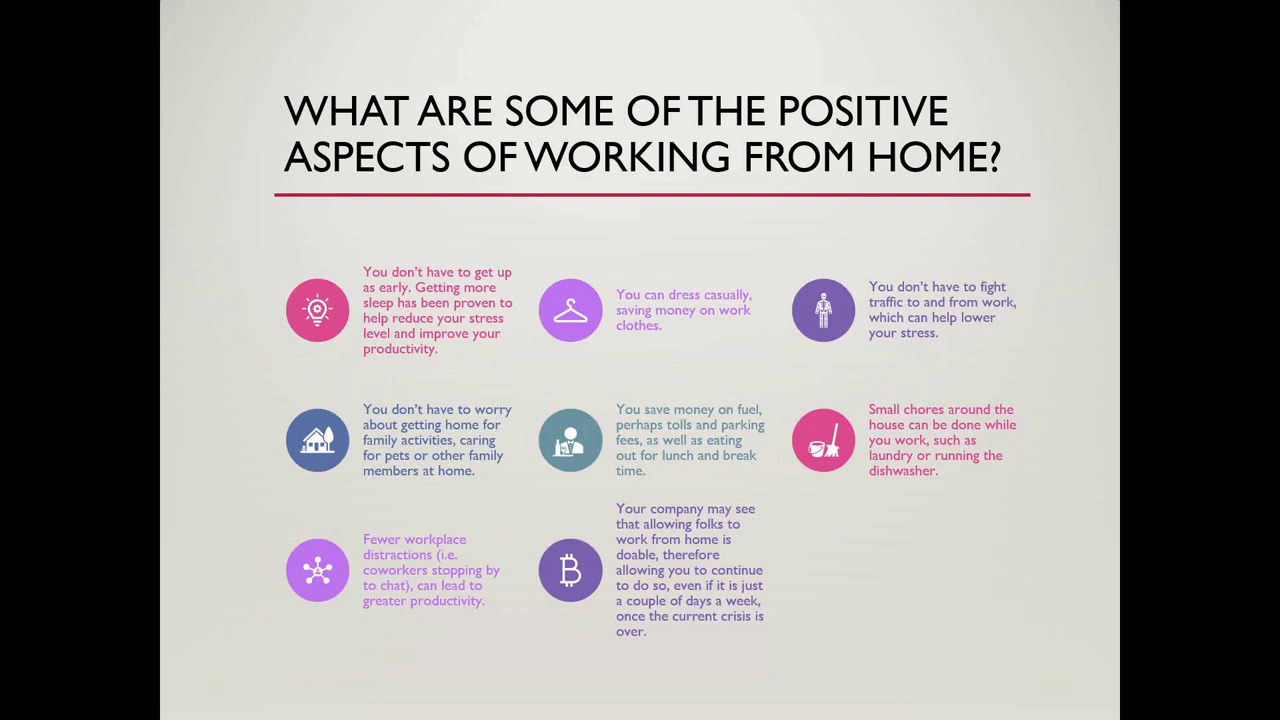 WHAT ARE SOME OF THE POSITIVE
ASPECTS OF WORKING FROM HOME?
You don't have to get up
as early. Getting more
sleep has been proven to
help reduce your stress
level and improve your
productivity.
You can dress casually,
saving money on work
clothes.
You don't have to fight
traffic to and from work,
which can help lower
your stress.
You don't have to worry
about getting home for
family activities, caring
for pets or other family
members at home.
You save money on fuel,
perhaps tolls and parking
fees, as well as eating
out for lunch and break
time.
Small chores around the
house can be done while
you work, such as
laundry or running the
dishwasher.
Fewer workplace
distractions (i.e.
coworkers stopping by
to chat), can lead to
greater productivity.
Your company may see
that allowing folks to
work from home is
doable, therefore
allowing you to continue
to do so, even if it is just
a couple of days a week,
once the current crisis is
over.